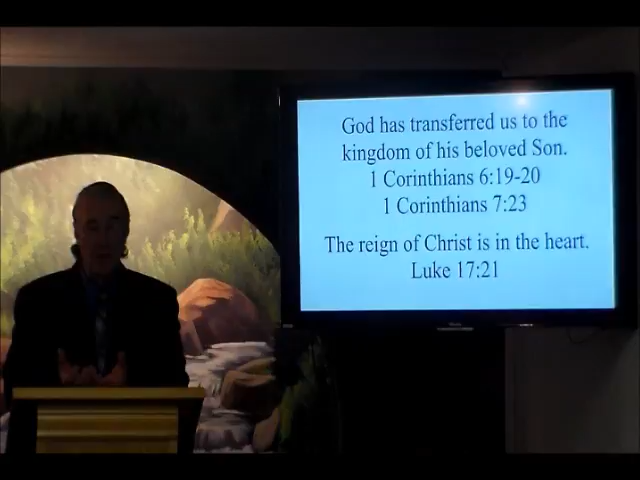 God has transferred us to the
kingdom of his beloved Son.
1 Corinthians 6:19-20
1 Corinthians 7:23
The reign of Christ is in the heart.
Luke 17:21